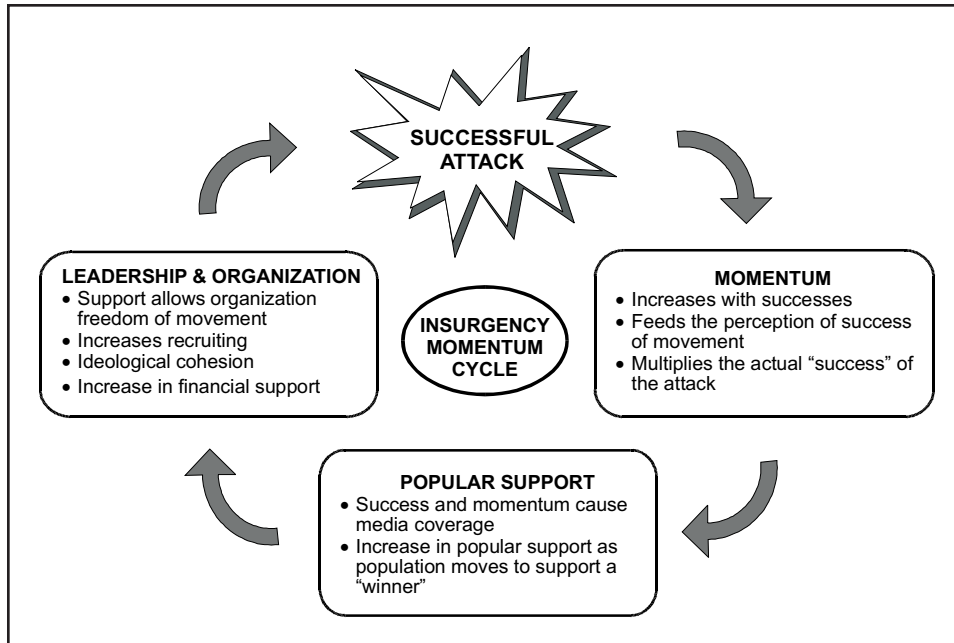 SUCCESSFUL
ATTACK
LEADERSHIP & ORGANIZATION
• Support allows organization
freedom of movement
• Increases recruiting
• Ideological cohesion
• Increase in financial support
INSURGENCY
MOMENTUM
CYCLE
MOMENTUM
• Increases with successes
• Feeds the perception of success
of movement
• Multiplies the actual “success” of
the attack
POPULAR SUPPORT
• Success and momentum cause
media coverage
• Increase in popular support as
population moves to support a
“winner”